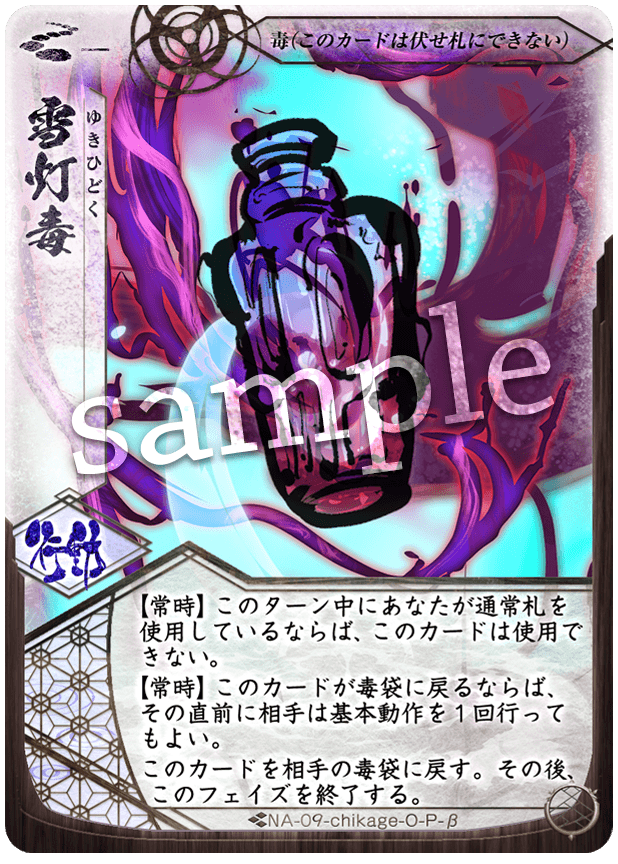 毒(このカードは伏せ札にできない)
雪灯毒
ゆきひどく
sample
行動
【常時】このターン中にあなたが通常札を
使用しているならば、このカードは使用で
きない。
【常時】このカードが毒袋に戻るならば、
その直前に相手は基本動作を1回行って
もよい。
このカードを相手の毒袋に戻す。その後、
このフェイズを終了する。
NA-09-chikage-O-P-β